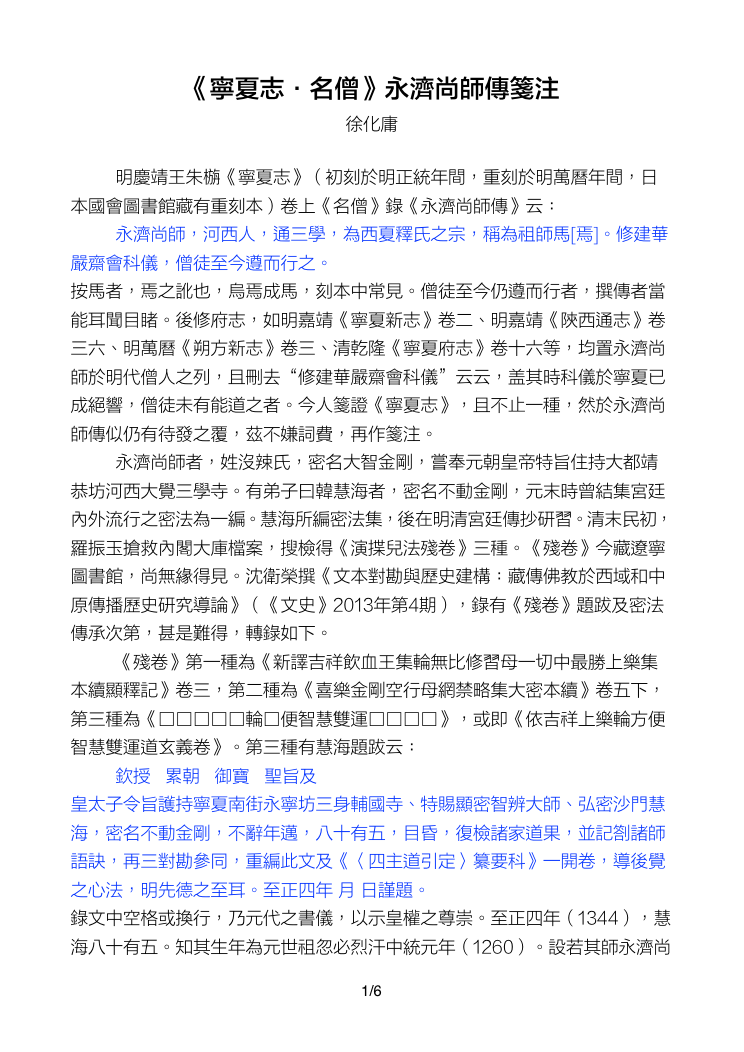 《寧夏志·名僧》永濟尚師傳箋注
徐化庸
明慶靖王朱㮵《寧夏志》（初刻於明正統年間，重刻於明萬曆年間，日
本國會圖書館藏有重刻本）卷上《名僧》錄《永濟尚師傳》云：
永濟尚師，河西人，通三學，為西夏釋氏之宗，稱為祖師馬[焉]。修建華
嚴齋會科儀，僧徒至今遵而行之。
按馬者，焉之訛也，烏焉成馬，刻本中常見。僧徒至今仍遵而行者，撰傳者當
能耳聞目睹。後修府志，如明嘉靖《寧夏新志》卷二、明嘉靖《陝西通志》卷
三六、明萬曆《朔方新志》卷三、清乾隆《寧夏府志》卷十六等，均置永濟尚
師於明代僧人之列，且刪去“修建華嚴齋會科儀”云云，盖其時科儀於寧夏已
成絕響，僧徒未有能道之者。今人箋證《寧夏志》，且不止一種，然於永濟尚
師傳似仍有待發之覆，茲不嫌詞費，再作箋注。
永濟尚師者，姓沒辣氏，密名大智金剛，嘗奉元朝皇帝特旨住持大都靖
恭坊河西大覺三學寺。有弟子曰韓慧海者，密名不動金剛，元末時曾結集宮廷
內外流行之密法為一編。慧海所編密法集，後在明清宮廷傳抄研習。清末民初，
羅振玉搶救內閣大庫檔案，搜檢得《演揲兒法殘卷》三種。《殘卷》今藏遼寧
圖書館，尚無緣得見。沈衛榮撰《文本對勘與歷史建構：藏傳佛教於西域和中
原傳播歷史研究導論》（《文史》2013年第4期），錄有《殘卷》題跋及密法
傳承次第，甚是難得，轉錄如下。
《殘卷》第一種為《新譯吉祥飲血王集輪無比修習母一切中最勝上樂集
本續顯釋記》卷三，第二種為《喜樂金剛空行母網禁略集大密本續》卷五下，
第三種為《□□□□□輪□便智慧雙運□□□□》，或即《依吉祥上樂輪方便
智慧雙運道玄義卷》。第三種有慧海題跋云：
欽授 累朝 御寶 聖旨及
皇太子令旨護持寧夏南街永寧坊三身輔國寺、特賜顯密智辨大師、弘密沙門慧
海，密名不動金剛，不辭年邁，八十有五，目昏，復檢諸家道果，並記劄諸師
語訣，再三對勘參同，重編此文及《〈四主道引定〉纂要科》一開卷，導後覺
之心法，明先德之至耳。至正四年 月 日謹題。
錄文中空格或換行，乃元代之書儀，以示皇權之尊崇。至正四年（1344），慧
海八十有五。知其生年為元世祖忽必烈汗中統元年（1260）。設若其師永濟尚
1/6